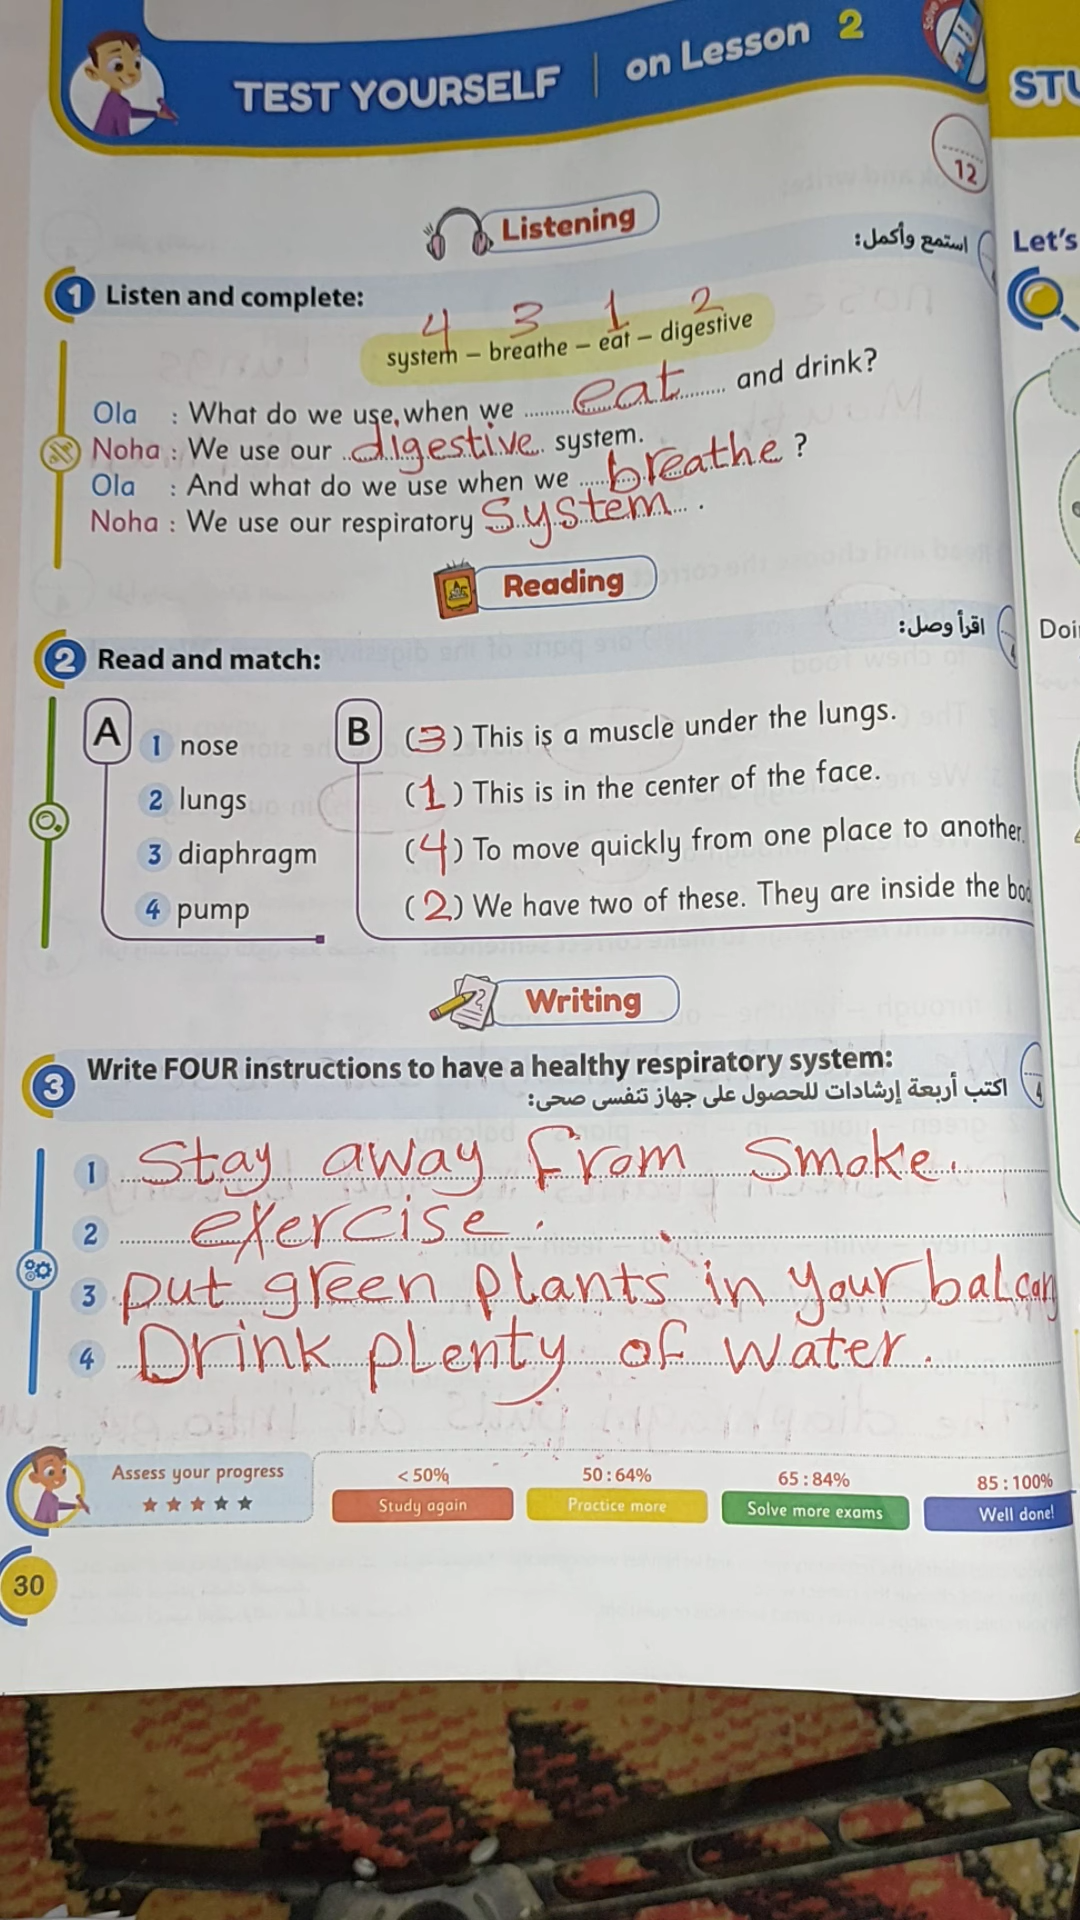 TEST YOURSELF | on Lesson 2
STU
12
Listening
استمع وأكمل:
Let's
1 Listen and complete:
4 3 1 2
system – breathe – eat – digestive
Ola : What do we use, when we eat and drink?
Noha : We use our digestive system.
Ola : And what do we use when we breathe ?
Noha : We use our respiratory system .
Reading
اقرأ وصل:
Doi
2 Read and match:
A
B
1 nose
(3) This is a muscle under the lungs.
2 lungs
(1) This is in the center of the face.
3 diaphragm
(4) To move quickly from one place to another.
4 pump
(2) We have two of these. They are inside the bod
Writing
3 Write FOUR instructions to have a healthy respiratory system:
4
اكتب أربعة إرشادات للحصول على جهاز تنفسى صحى:
1 Stay away from smoke.
2 exercise.
3 put green plants in your balcony
4 Drink plenty of water.
Assess your progress
< 50%
50 : 64%
65 : 84%
85 : 100%
Study again
Practice more
Solve more exams
Well done!
30